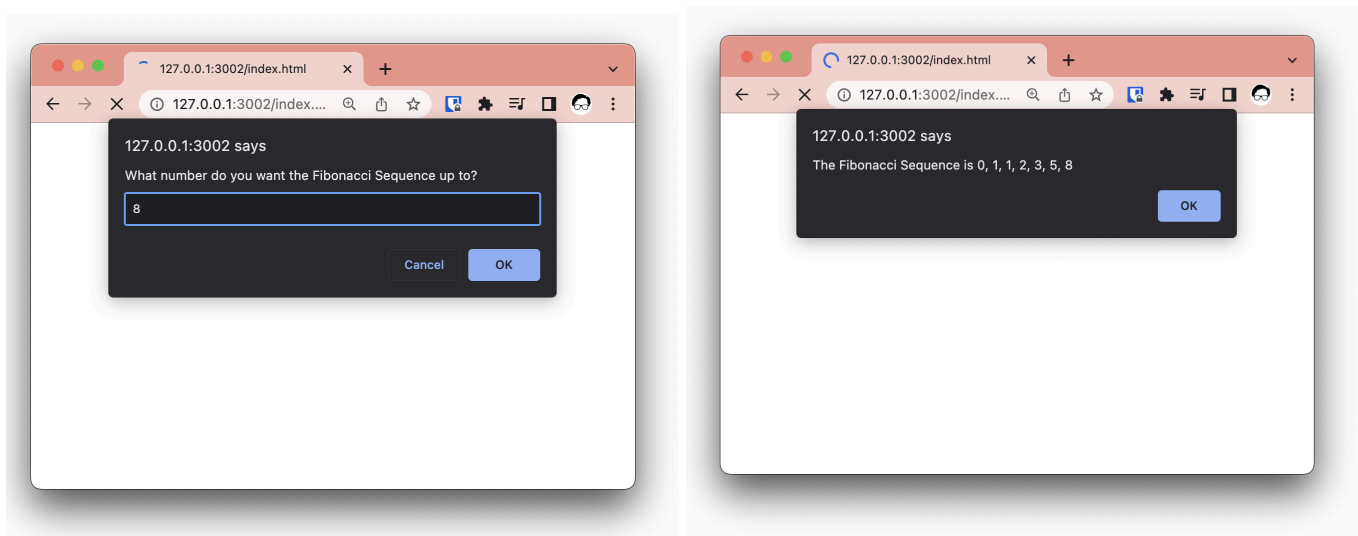 127.0.0.1:3002/index.html
127.0.0.1:3002/index....
127.0.0.1:3002 says
What number do you want the Fibonacci Sequence up to?
8
Cancel
OK
127.0.0.1:3002/index.html
127.0.0.1:3002/index....
127.0.0.1:3002 says
The Fibonacci Sequence is 0, 1, 1, 2, 3, 5, 8
OK